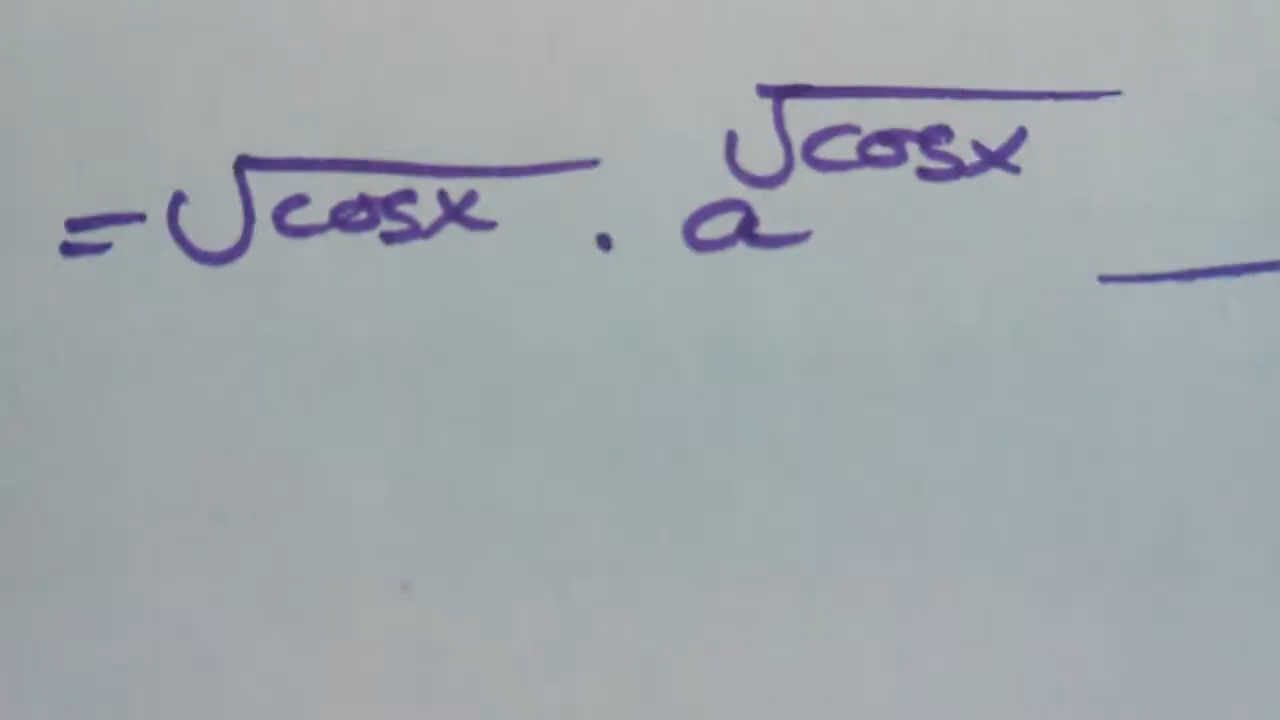 = √cosx . a^√cosx —